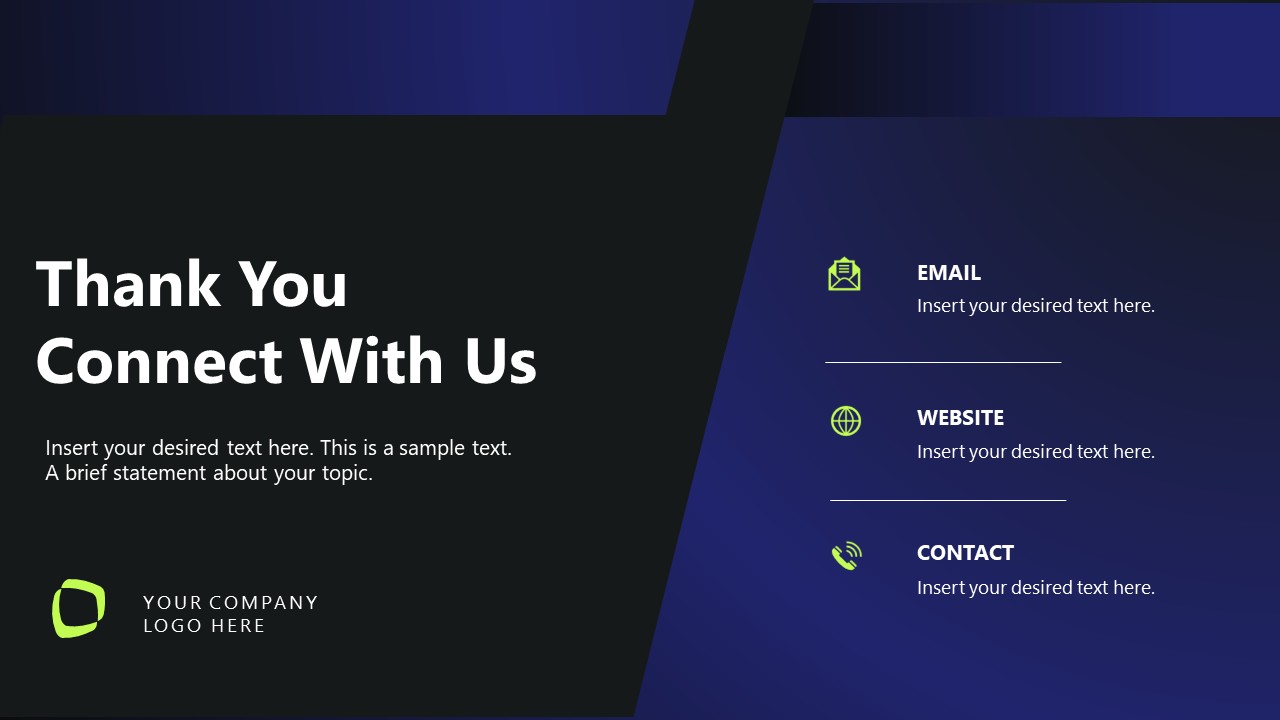 Thank You
Connect With Us
Insert your desired text here. This is a sample text.
A brief statement about your topic.
YOUR COMPANY
LOGO HERE
EMAIL
Insert your desired text here.
WEBSITE
Insert your desired text here.
CONTACT
Insert your desired text here.